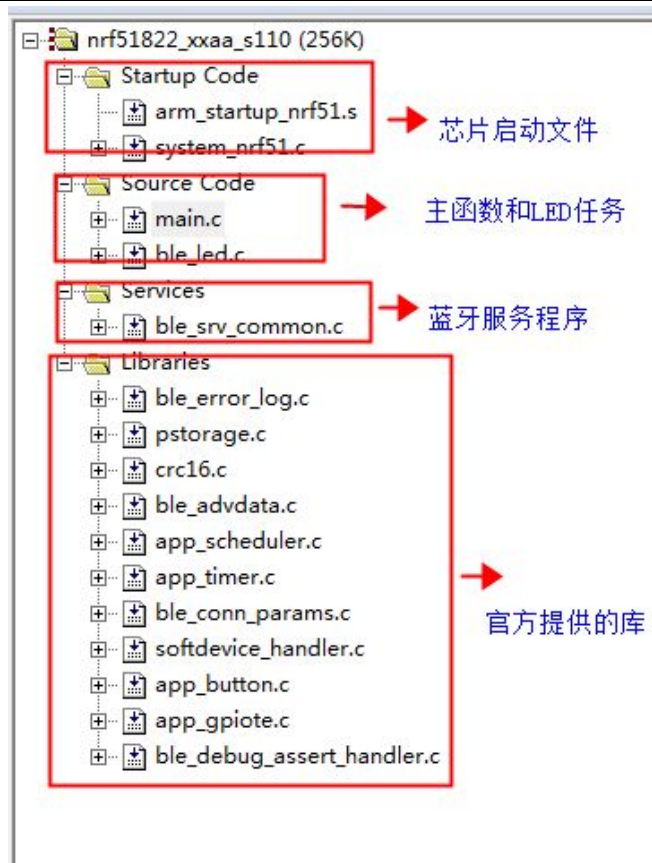 nrf51822_xxaa_s110 (256K)
Startup Code
arm_startup_nrf51.s
芯片启动文件
system_nrf51.c
Source Code
main.c
主函数和LED任务
ble_led.c
Services
ble_srv_common.c
蓝牙服务程序
Libraries
ble_error_log.c
pstorage.c
crc16.c
ble_advdata.c
app_scheduler.c
app_timer.c
ble_conn_params.c
官方提供的库
softdevice_handler.c
app_button.c
app_gpiote.c
ble_debug_assert_handler.c